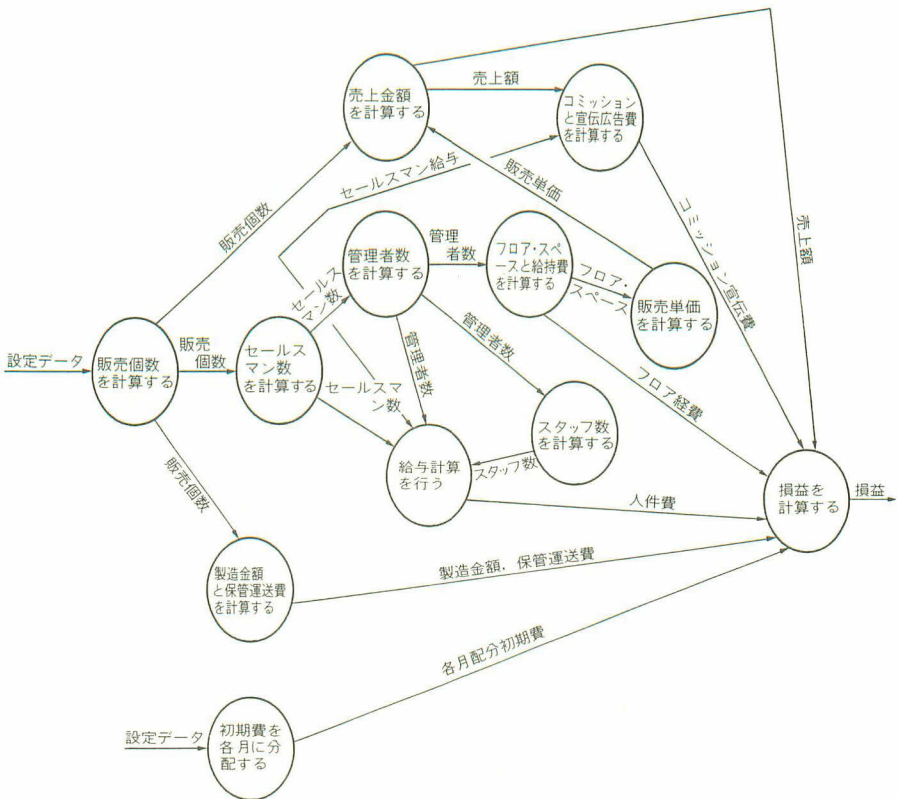 売上金額
を計算する
売上額
コミッション
と宣伝広告費
を計算する
セールスマン給与
販売単価
販売個数
コミッション宣伝費
売上額
管理者数
を計算する
管理
者数
フロア・スペ
ースと給持費
を計算する
フロア・
スペース
販売単価
を計算する
セールス
マン数
設定データ
販売個数
を計算する
販売
個数
セールス
マン数
を計算する
セールスマ
ン数
管理者数
管理者数
フロア経費
スタッフ数
を計算する
スタッフ数
給与計算
を行う
人件費
損益を
計算する
損益
販売個数
製造金額
と保管運送費
を計算する
製造金額，保管運送費
各月配分初期費
設定データ
初期費を
各月に分
配する